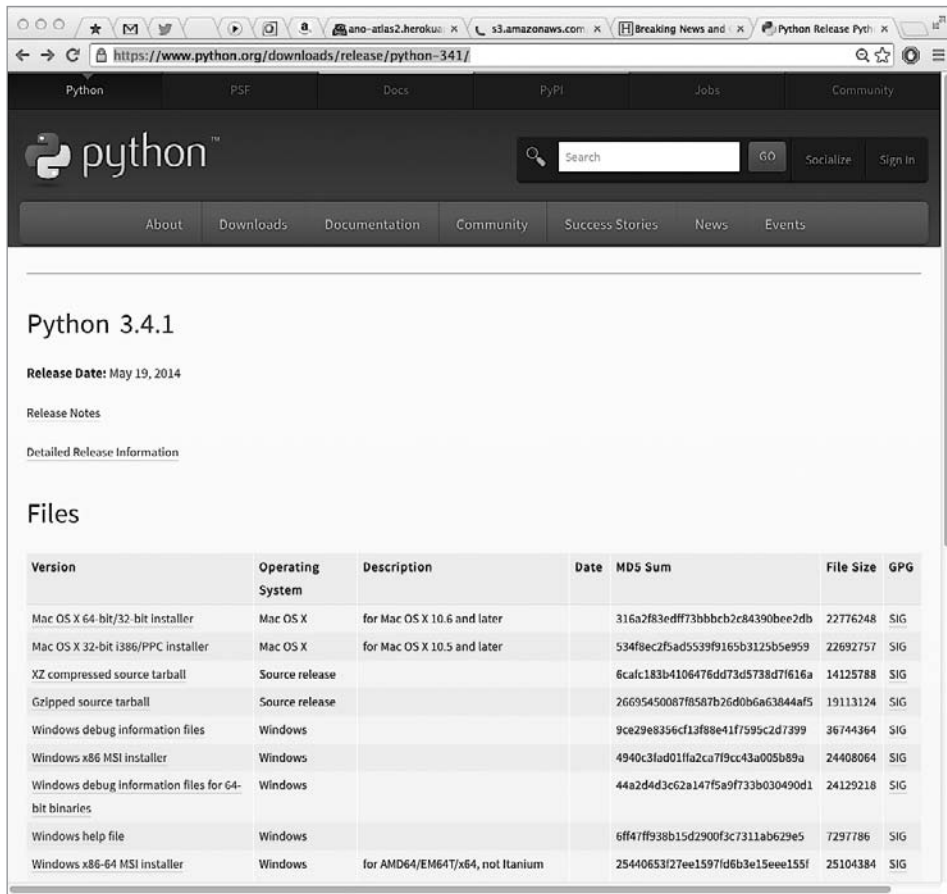 ano-atlas2.heroku
s3.amazonaws.com
Breaking News and
Python Release Pyth
https://www.python.org/downloads/release/python-341/
Python PSF Docs PyPI Jobs Community
python™
Search GO Socialize Sign In
About Downloads Documentation Community Success Stories News Events
Python 3.4.1
Release Date: May 19, 2014
Release Notes
Detailed Release Information
Files
Version Operating System Description Date MD5 Sum File Size GPG
Mac OS X 64-bit/32-bit installer Mac OS X for Mac OS X 10.6 and later 316a2f83edff73bbbcb2c84390bee2db 22776248 SIG
Mac OS X 32-bit i386/PPC installer Mac OS X for Mac OS X 10.5 and later 534f8ec2f5ad5539f9165b3125b5e959 22692757 SIG
XZ compressed source tarball Source release 6cafc183b4106476dd73d5738d7f616a 14125788 SIG
Gzipped source tarball Source release 26695450087f8587b26d0b6a63844af5 19113124 SIG
Windows debug information files Windows 9ce29e8356cf13f88e41f7595c2d7399 36744364 SIG
Windows x86 MSI installer Windows 4940c3fad01ffa2ca7f9cc43a005b89a 24408064 SIG
Windows debug information files for 64-bit binaries Windows 44a2d4d3c62a147f5a9f733b030490d1 24129218 SIG
Windows help file Windows 6ff47ff938b15d2900f3c7311ab629e5 7297786 SIG
Windows x86-64 MSI installer Windows for AMD64/EM64T/x64, not Itanium 25440653f27ee1597fd6b3e15eee155f 25104384 SIG